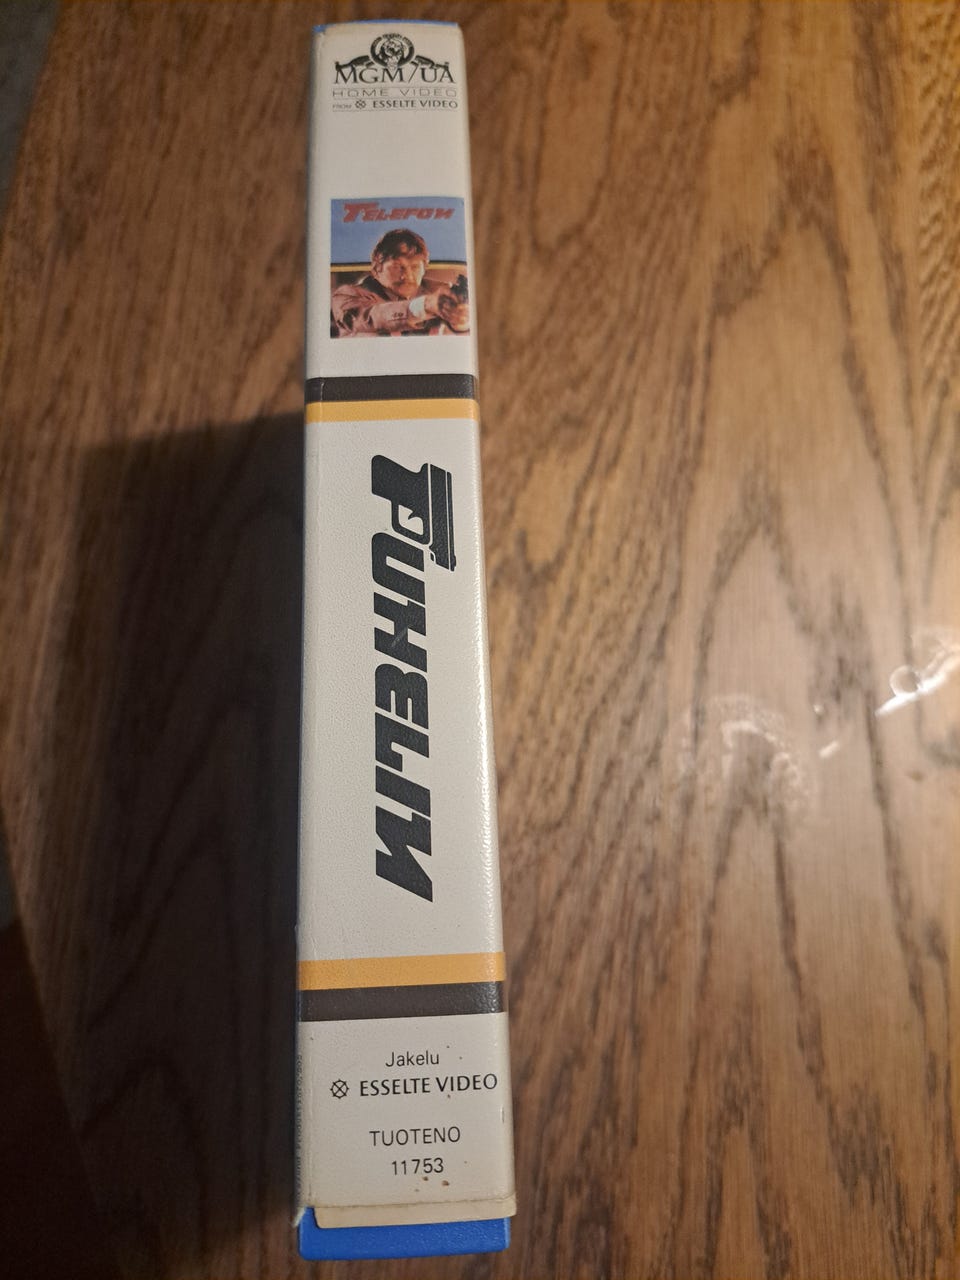 MGM/UA
HOME VIDEO
FROM ESSELTE VIDEO
TELEFON
PUHELIN
Jakelu
ESSELTE VIDEO
TUOTENO
11753